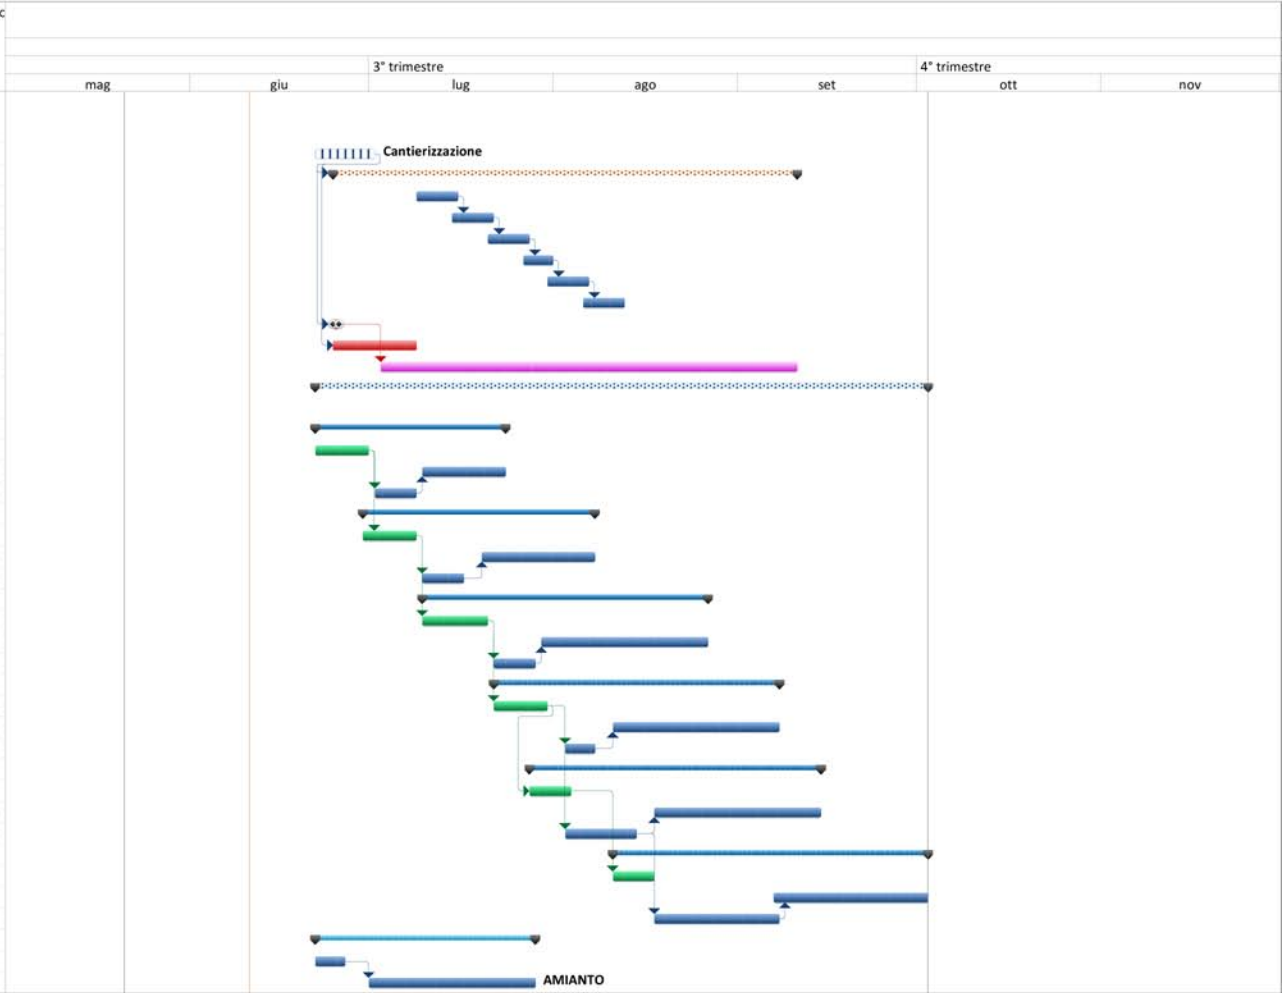 3° trimestre 4° trimestre
mag giu lug ago set ott nov
Cantierizzazione
AMIANTO